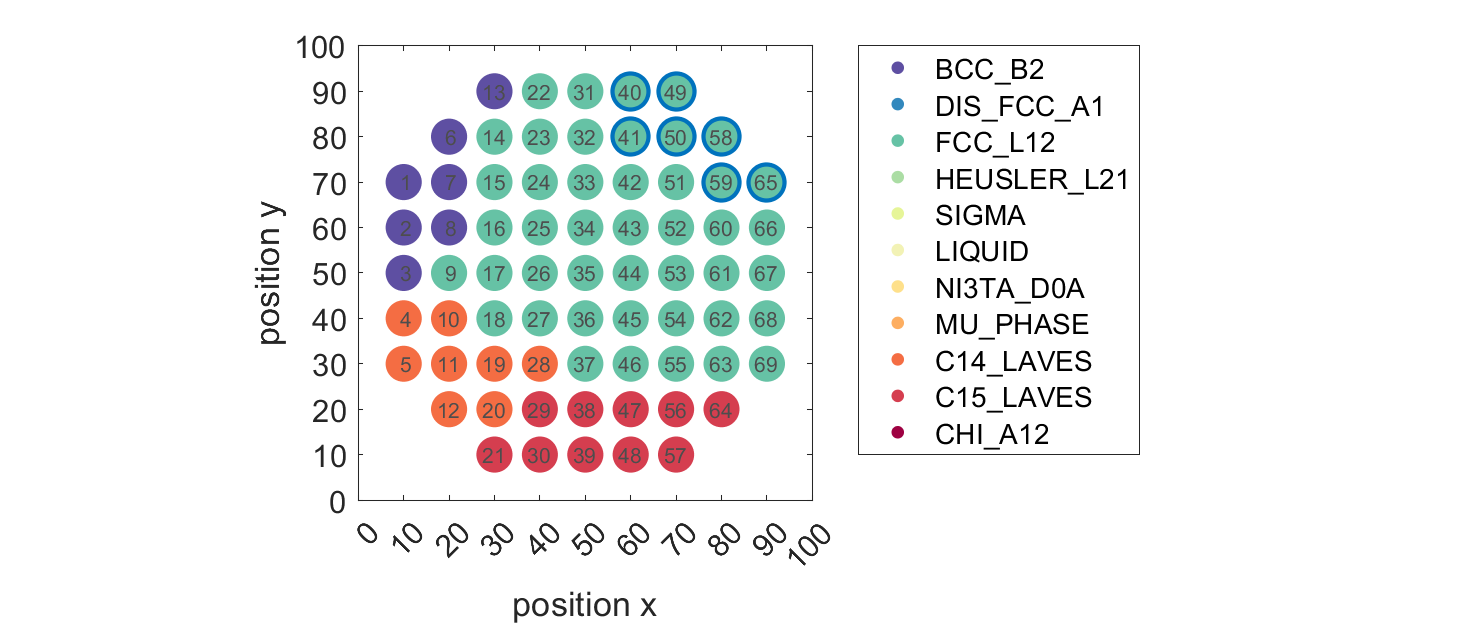 100
90 13 22 31 40 49
80 6 14 23 32 41 50 58
70 1 7 15 24 33 42 51 59 65
60 2 8 16 25 34 43 52 60 66
50 3 9 17 26 35 44 53 61 67
40 4 10 18 27 36 45 54 62 68
30 5 11 19 28 37 46 55 63 69
20 12 20 29 38 47 56 64
10 21 30 39 48 57
0
0 10 20 30 40 50 60 70 80 90 100
position x
position y
BCC_B2
DIS_FCC_A1
FCC_L12
HEUSLER_L21
SIGMA
LIQUID
NI3TA_D0A
MU_PHASE
C14_LAVES
C15_LAVES
CHI_A12